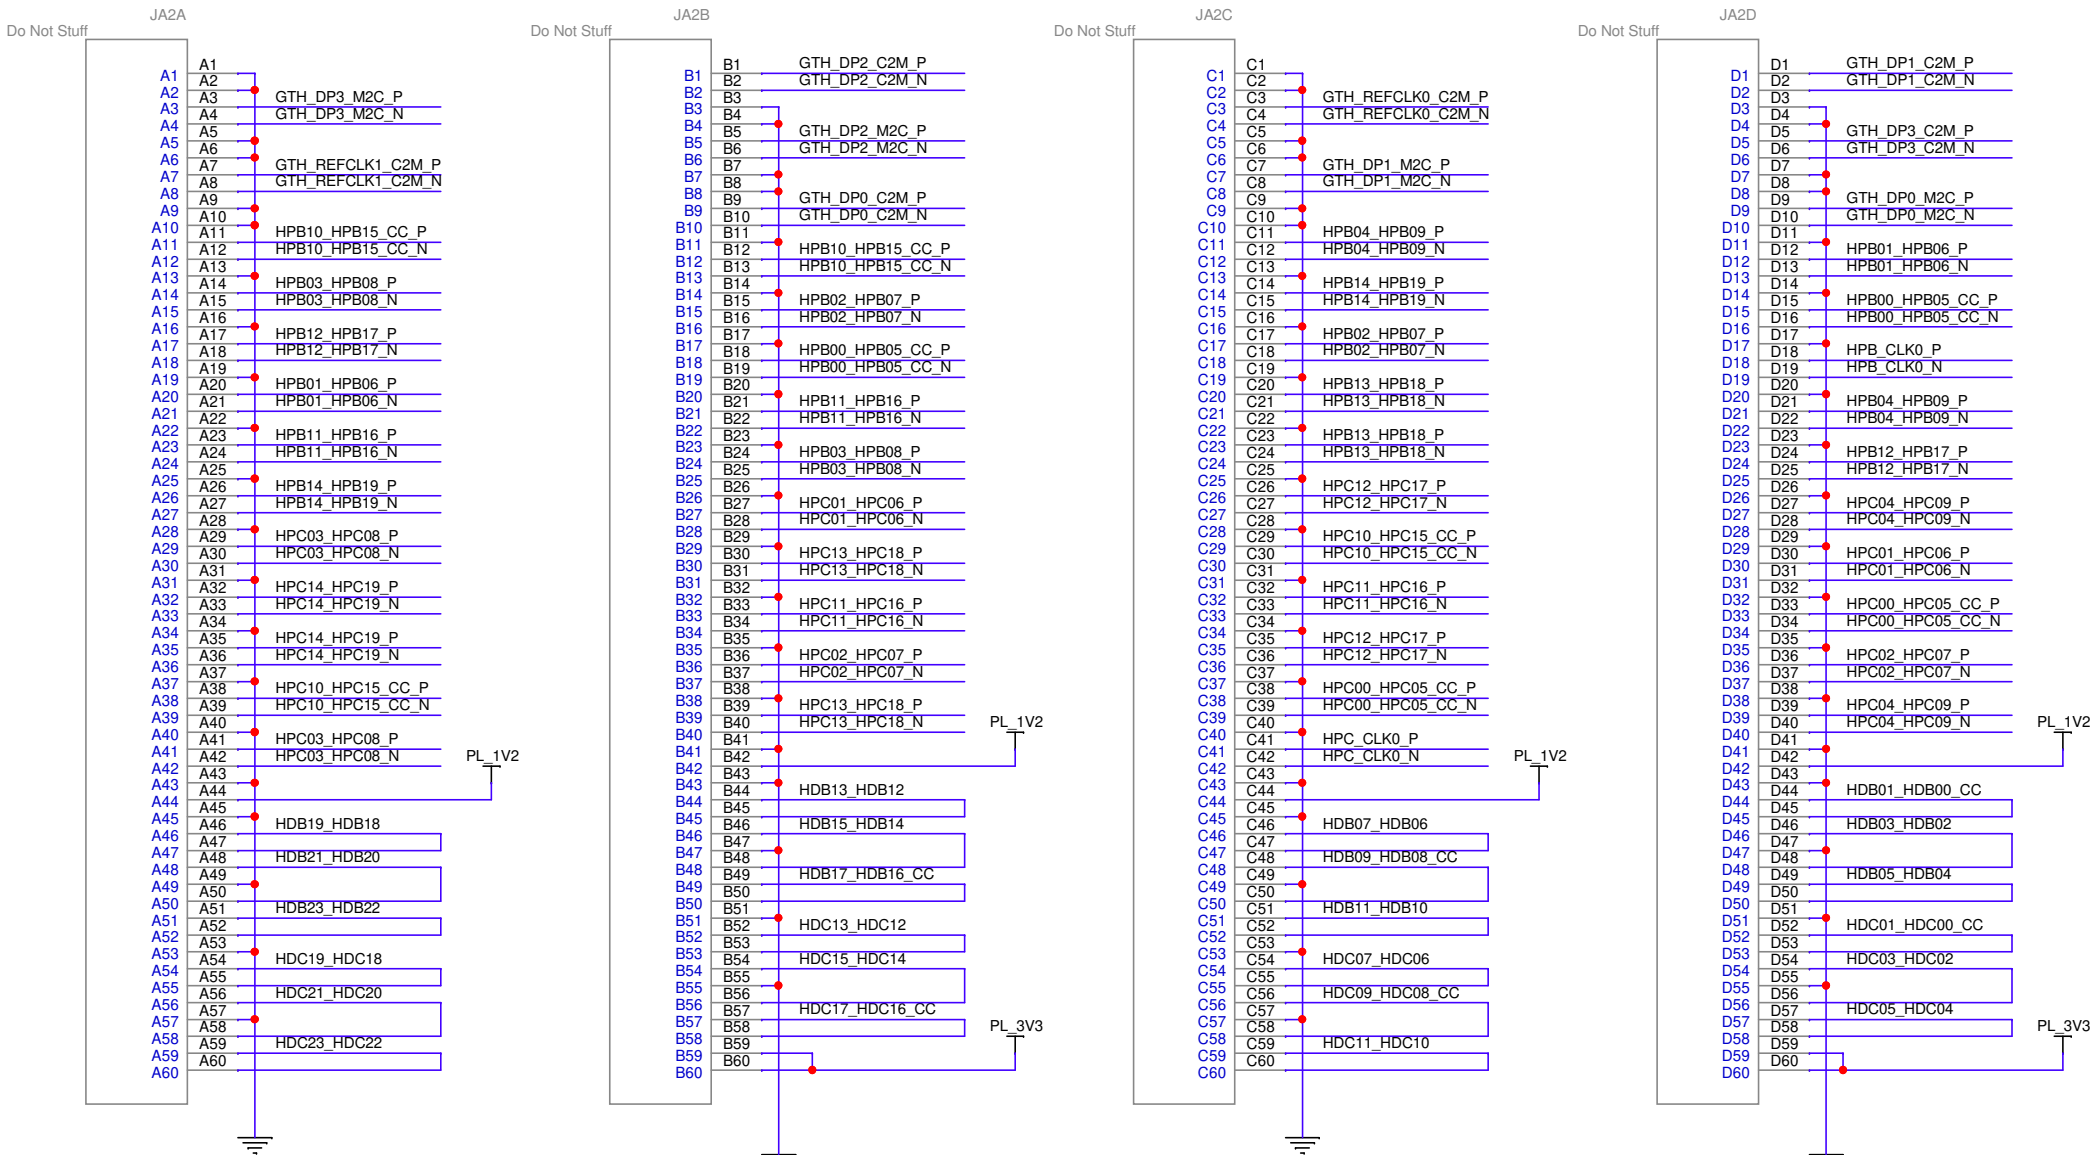 JA2A
Do Not Stuff
A1 A1
A2 A2
A3 A3 GTH_DP3_M2C_P
A4 A4 GTH_DP3_M2C_N
A5 A5
A6 A6
A7 A7 GTH_REFCLK1_C2M_P
A8 A8 GTH_REFCLK1_C2M_N
A9 A9
A10 A10
A11 A11 HPB10_HPB15_CC_P
A12 A12 HPB10_HPB15_CC_N
A13 A13
A14 A14 HPB03_HPB08_P
A15 A15 HPB03_HPB08_N
A16 A16
A17 A17 HPB12_HPB17_P
A18 A18 HPB12_HPB17_N
A19 A19
A20 A20 HPB01_HPB06_P
A21 A21 HPB01_HPB06_N
A22 A22
A23 A23 HPB11_HPB16_P
A24 A24 HPB11_HPB16_N
A25 A25
A26 A26 HPB14_HPB19_P
A27 A27 HPB14_HPB19_N
A28 A28
A29 A29 HPC03_HPC08_P
A30 A30 HPC03_HPC08_N
A31 A31
A32 A32 HPC14_HPC19_P
A33 A33 HPC14_HPC19_N
A34 A34
A35 A35 HPC14_HPC19_P
A36 A36 HPC14_HPC19_N
A37 A37
A38 A38 HPC10_HPC15_CC_P
A39 A39 HPC10_HPC15_CC_N
A40 A40
A41 A41 HPC03_HPC08_P
A42 A42 HPC03_HPC08_N
PL_1V2
A43 A43
A44 A44
A45 A45
A46 A46 HDB19_HDB18
A47 A47
A48 A48 HDB21_HDB20
A49 A49
A50 A50
A51 A51 HDB23_HDB22
A52 A52
A53 A53
A54 A54 HDC19_HDC18
A55 A55
A56 A56 HDC21_HDC20
A57 A57
A58 A58
A59 A59 HDC23_HDC22
A60 A60
JA2B
Do Not Stuff
B1 B1 GTH_DP2_C2M_P
B2 B2 GTH_DP2_C2M_N
B3 B3
B4 B4
B5 B5 GTH_DP2_M2C_P
B6 B6 GTH_DP2_M2C_N
B7 B7
B8 B8
B9 B9 GTH_DP0_C2M_P
B10 B10 GTH_DP0_C2M_N
B11 B11
B12 B12 HPB10_HPB15_CC_P
B13 B13 HPB10_HPB15_CC_N
B14 B14
B15 B15 HPB02_HPB07_P
B16 B16 HPB02_HPB07_N
B17 B17
B18 B18 HPB00_HPB05_CC_P
B19 B19 HPB00_HPB05_CC_N
B20 B20
B21 B21 HPB11_HPB16_P
B22 B22 HPB11_HPB16_N
B23 B23
B24 B24 HPB03_HPB08_P
B25 B25 HPB03_HPB08_N
B26 B26
B27 B27 HPC01_HPC06_P
B28 B28 HPC01_HPC06_N
B29 B29
B30 B30 HPC13_HPC18_P
B31 B31 HPC13_HPC18_N
B32 B32
B33 B33 HPC11_HPC16_P
B34 B34 HPC11_HPC16_N
B35 B35
B36 B36 HPC02_HPC07_P
B37 B37 HPC02_HPC07_N
B38 B38
B39 B39 HPC13_HPC18_P
B40 B40 HPC13_HPC18_N
PL_1V2
B41 B41
B42 B42
B43 B43
B44 B44 HDB13_HDB12
B45 B45
B46 B46 HDB15_HDB14
B47 B47
B48 B48
B49 B49 HDB17_HDB16_CC
B50 B50
B51 B51
B52 B52 HDC13_HDC12
B53 B53
B54 B54 HDC15_HDC14
B55 B55
B56 B56
B57 B57 HDC17_HDC16_CC
B58 B58
PL_3V3
B59 B59
B60 B60
JA2C
Do Not Stuff
C1 C1
C2 C2
C3 C3 GTH_REFCLK0_C2M_P
C4 C4 GTH_REFCLK0_C2M_N
C5 C5
C6 C6
C7 C7 GTH_DP1_M2C_P
C8 C8 GTH_DP1_M2C_N
C9 C9
C10 C10
C11 C11 HPB04_HPB09_P
C12 C12 HPB04_HPB09_N
C13 C13
C14 C14 HPB14_HPB19_P
C15 C15 HPB14_HPB19_N
C16 C16
C17 C17 HPB02_HPB07_P
C18 C18 HPB02_HPB07_N
C19 C19
C20 C20 HPB13_HPB18_P
C21 C21 HPB13_HPB18_N
C22 C22
C23 C23 HPB13_HPB18_P
C24 C24 HPB13_HPB18_N
C25 C25
C26 C26 HPC12_HPC17_P
C27 C27 HPC12_HPC17_N
C28 C28
C29 C29 HPC10_HPC15_CC_P
C30 C30 HPC10_HPC15_CC_N
C31 C31
C32 C32 HPC11_HPC16_P
C33 C33 HPC11_HPC16_N
C34 C34
C35 C35 HPC12_HPC17_P
C36 C36 HPC12_HPC17_N
C37 C37
C38 C38 HPC00_HPC05_CC_P
C39 C39 HPC00_HPC05_CC_N
C40 C40
C41 C41 HPC_CLK0_P
C42 C42 HPC_CLK0_N
PL_1V2
C43 C43
C44 C44
C45 C45
C46 C46 HDB07_HDB06
C47 C47
C48 C48 HDB09_HDB08_CC
C49 C49
C50 C50
C51 C51 HDB11_HDB10
C52 C52
C53 C53
C54 C54 HDC07_HDC06
C55 C55
C56 C56 HDC09_HDC08_CC
C57 C57
C58 C58
C59 C59 HDC11_HDC10
C60 C60
JA2D
Do Not Stuff
D1 D1 GTH_DP1_C2M_P
D2 D2 GTH_DP1_C2M_N
D3 D3
D4 D4
D5 D5 GTH_DP3_C2M_P
D6 D6 GTH_DP3_C2M_N
D7 D7
D8 D8
D9 D9 GTH_DP0_M2C_P
D10 D10 GTH_DP0_M2C_N
D11 D11
D12 D12 HPB01_HPB06_P
D13 D13 HPB01_HPB06_N
D14 D14
D15 D15 HPB00_HPB05_CC_P
D16 D16 HPB00_HPB05_CC_N
D17 D17
D18 D18 HPB_CLK0_P
D19 D19 HPB_CLK0_N
D20 D20
D21 D21 HPB04_HPB09_P
D22 D22 HPB04_HPB09_N
D23 D23
D24 D24 HPB12_HPB17_P
D25 D25 HPB12_HPB17_N
D26 D26
D27 D27 HPC04_HPC09_P
D28 D28 HPC04_HPC09_N
D29 D29
D30 D30 HPC01_HPC06_P
D31 D31 HPC01_HPC06_N
D32 D32
D33 D33 HPC00_HPC05_CC_P
D34 D34 HPC00_HPC05_CC_N
D35 D35
D36 D36 HPC02_HPC07_P
D37 D37 HPC02_HPC07_N
D38 D38
D39 D39 HPC04_HPC09_P
D40 D40 HPC04_HPC09_N
PL_1V2
D41 D41
D42 D42
D43 D43
D44 D44 HDB01_HDB00_CC
D45 D45
D46 D46 HDB03_HDB02
D47 D47
D48 D48
D49 D49 HDB05_HDB04
D50 D50
D51 D51
D52 D52 HDC01_HDC00_CC
D53 D53
D54 D54 HDC03_HDC02
D55 D55
D56 D56
D57 D57 HDC05_HDC04
D58 D58
PL_3V3
D59 D59
D60 D60